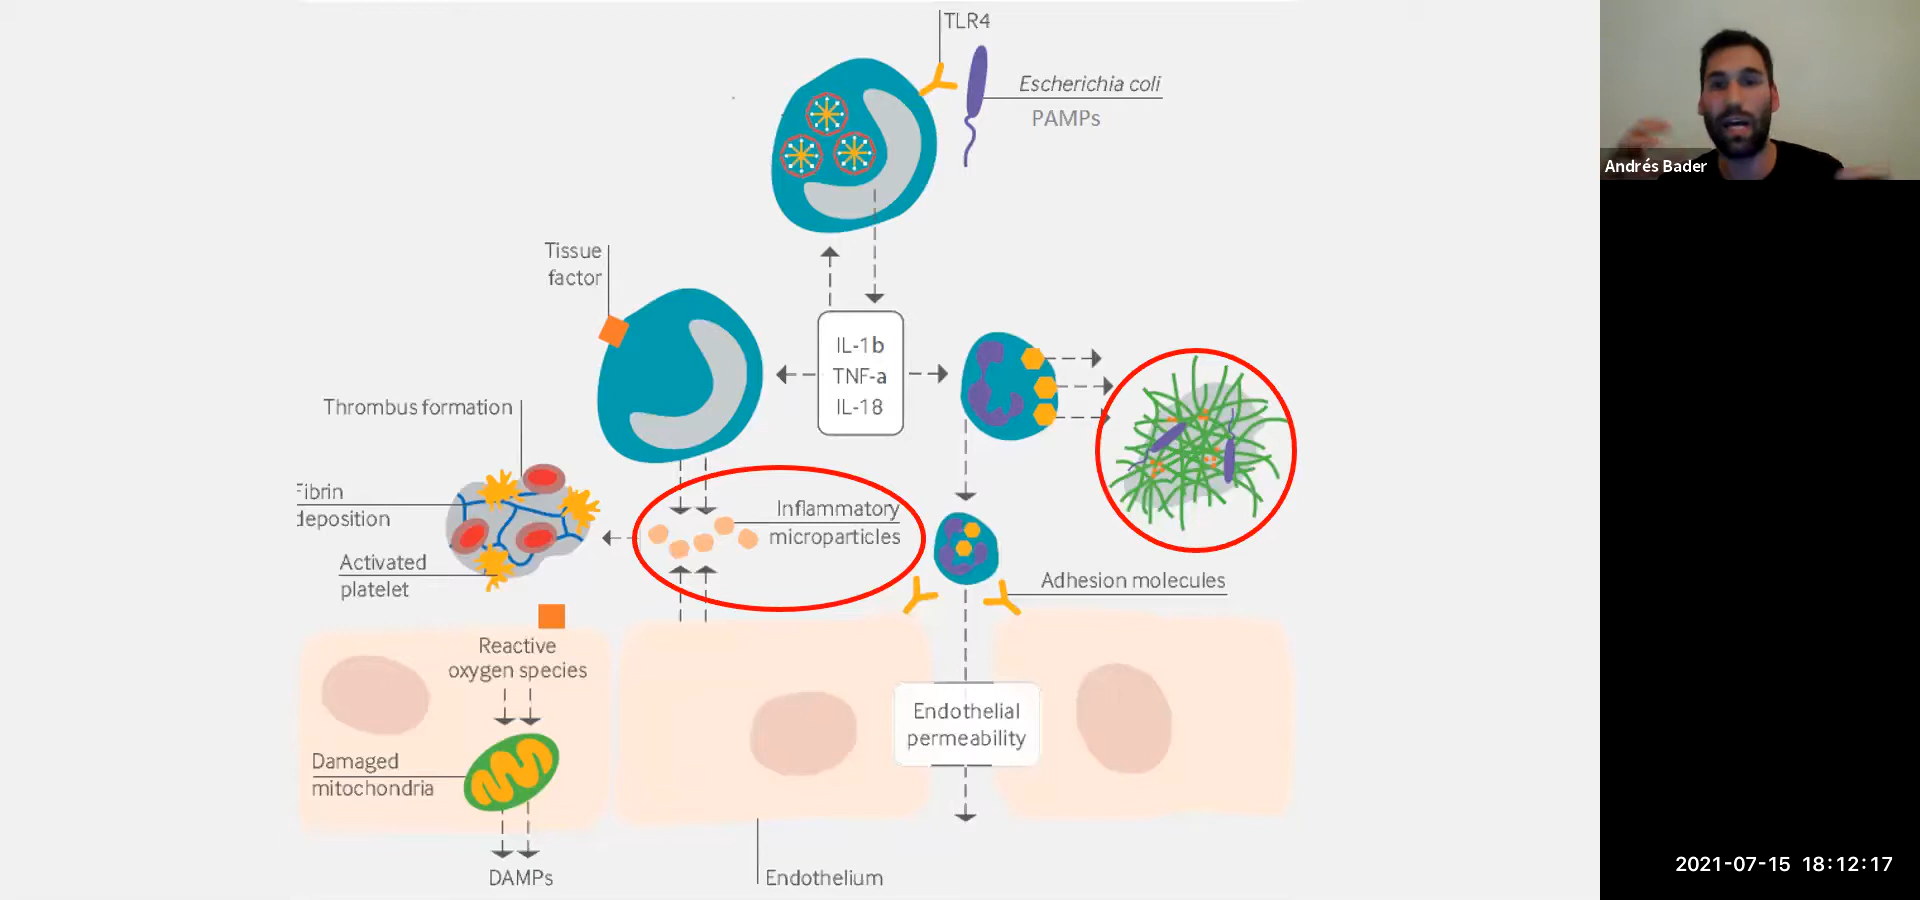 TLR4
Escherichia coli
PAMPs
Andrés Bader
Tissue
factor
IL-1b
TNF-a
IL-18
Thrombus formation
Fibrin
deposition
Activated
platelet
Inflammatory
microparticles
Adhesion molecules
Reactive
oxygen species
Endothelial
permeability
Damaged
mitochondria
DAMPs
Endothelium
2021-07-15 18:12:17